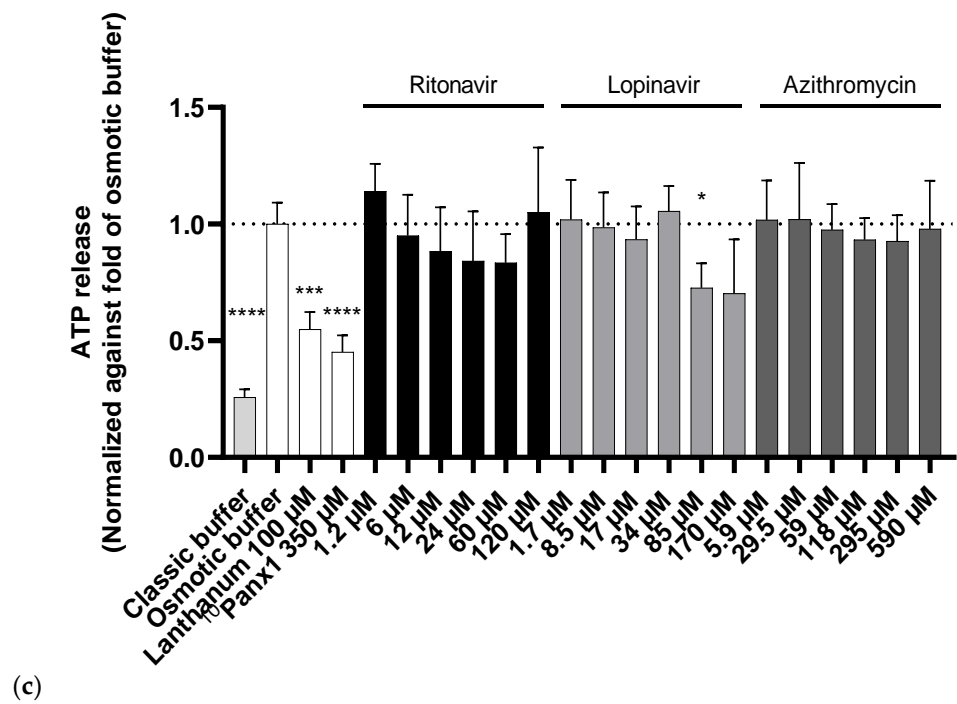 Ritonavir
Lopinavir
Azithromycin
ATP release
(Normalized against fold of osmotic buffer)
1.5
1.0
0.5
0.0
****
***
****
*
Classic buffer
Osmotic buffer
Lanthanum 100 µM
10Panx1 350 µM
1.2 µM
6 µM
12 µM
24 µM
60 µM
120 µM
1.7 µM
8.5 µM
17 µM
34 µM
85 µM
170 µM
5.9 µM
29.5 µM
59 µM
118 µM
295 µM
590 µM
(c)